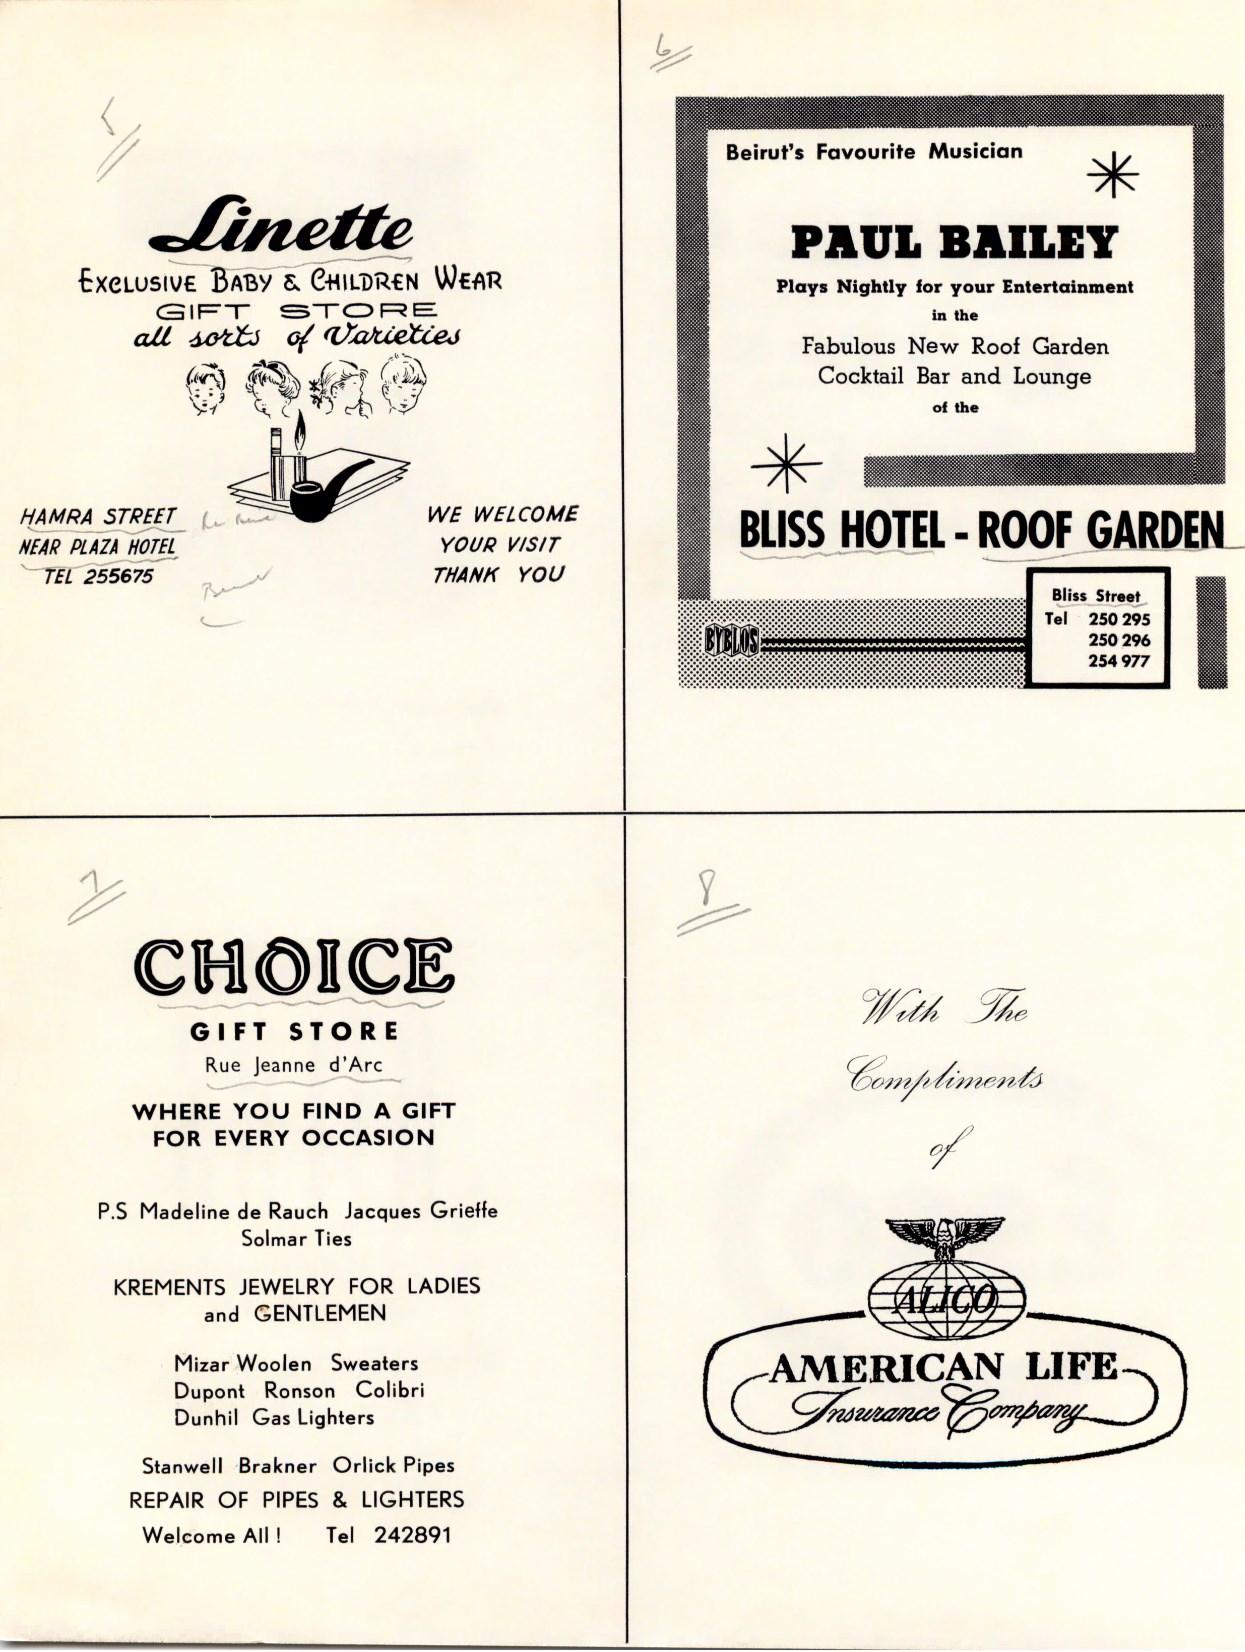 5
Linette
EXCLUSIVE BABY & CHILDREN WEAR
GIFT STORE
all sorts of Varieties
HAMRA STREET
NEAR PLAZA HOTEL
TEL 255675
WE WELCOME
YOUR VISIT
THANK YOU
6
Beirut's Favourite Musician
PAUL BAILEY
Plays Nightly for your Entertainment
in the
Fabulous New Roof Garden
Cocktail Bar and Lounge
of the
BLISS HOTEL - ROOF GARDEN
BYBLOS
Bliss Street
Tel 250 295
250 296
254 977
7
CHOICE
GIFT STORE
Rue Jeanne d'Arc
WHERE YOU FIND A GIFT
FOR EVERY OCCASION
P.S Madeline de Rauch Jacques Grieffe
Solmar Ties
KREMENTS JEWELRY FOR LADIES
and GENTLEMEN
Mizar Woolen Sweaters
Dupont Ronson Colibri
Dunhil Gas Lighters
Stanwell Brakner Orlick Pipes
REPAIR OF PIPES & LIGHTERS
Welcome All ! Tel 242891
8
With The
Compliments
of
ALICO
AMERICAN LIFE
Insurance Company